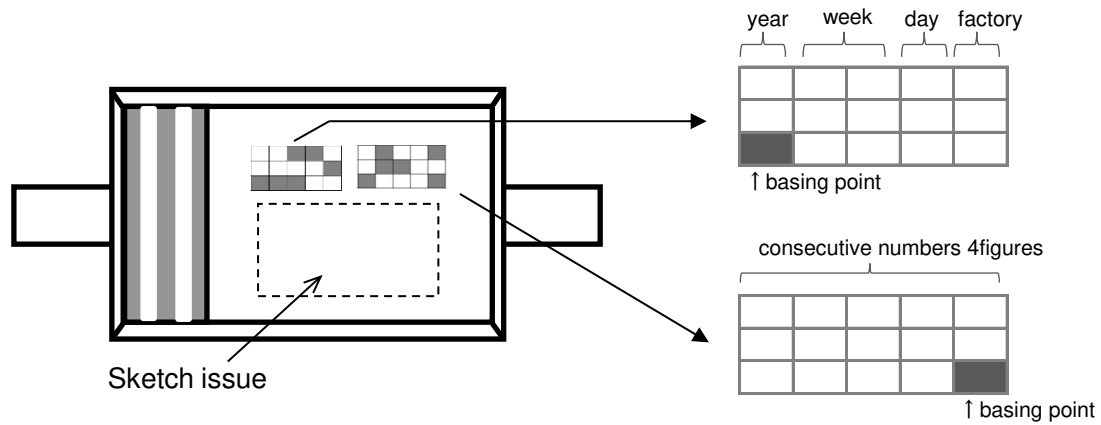 year week day factory
↑ basing point
consecutive numbers 4figures
↑ basing point
Sketch issue